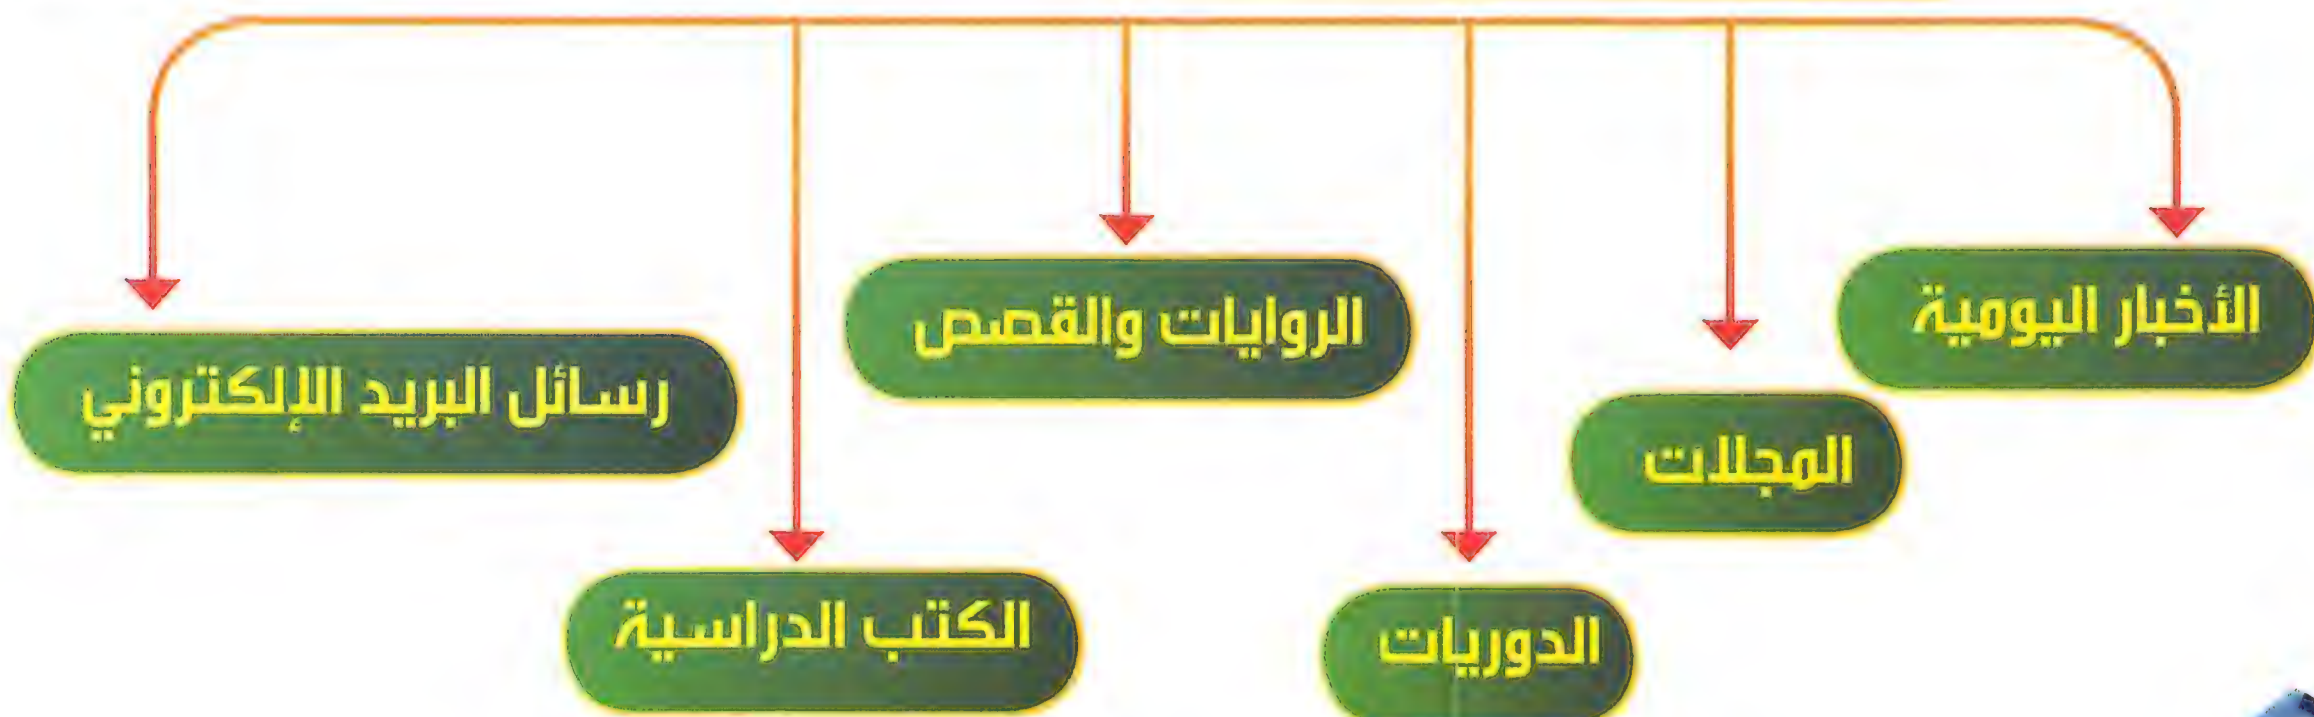 الأخبار اليومية
المجلات
الدوريات
الروايات والقصص
الكتب الدراسية
رسائل البريد الإلكتروني